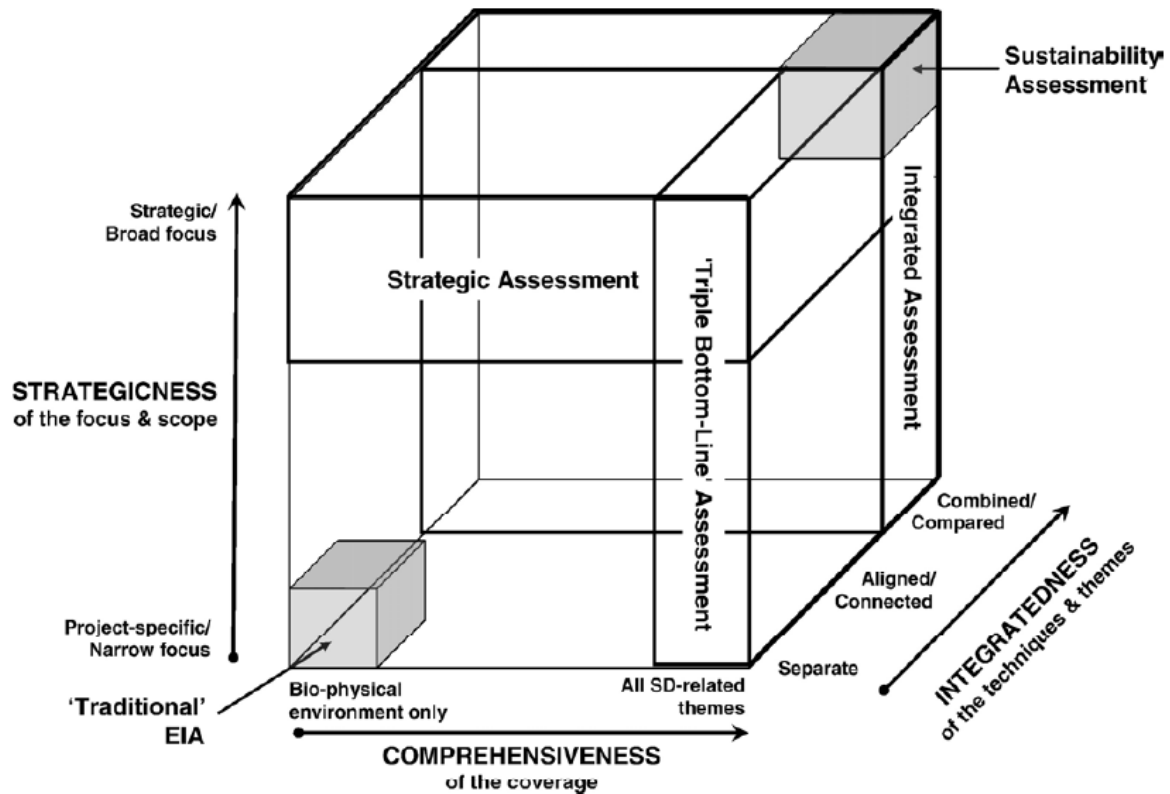 Sustainability
Assessment
Strategic/
Broad focus
Strategic Assessment
'Triple Bottom-Line' Assessment
Integrated Assessment
STRATEGICNESS
of the focus & scope
Project-specific/
Narrow focus
'Traditional'
EIA
Bio-physical
environment only
All SD-related
themes
Separate
Aligned/
Connected
Combined/
Compared
COMPREHENSIVENESS
of the coverage
INTEGRATEDNESS
of the techniques & themes